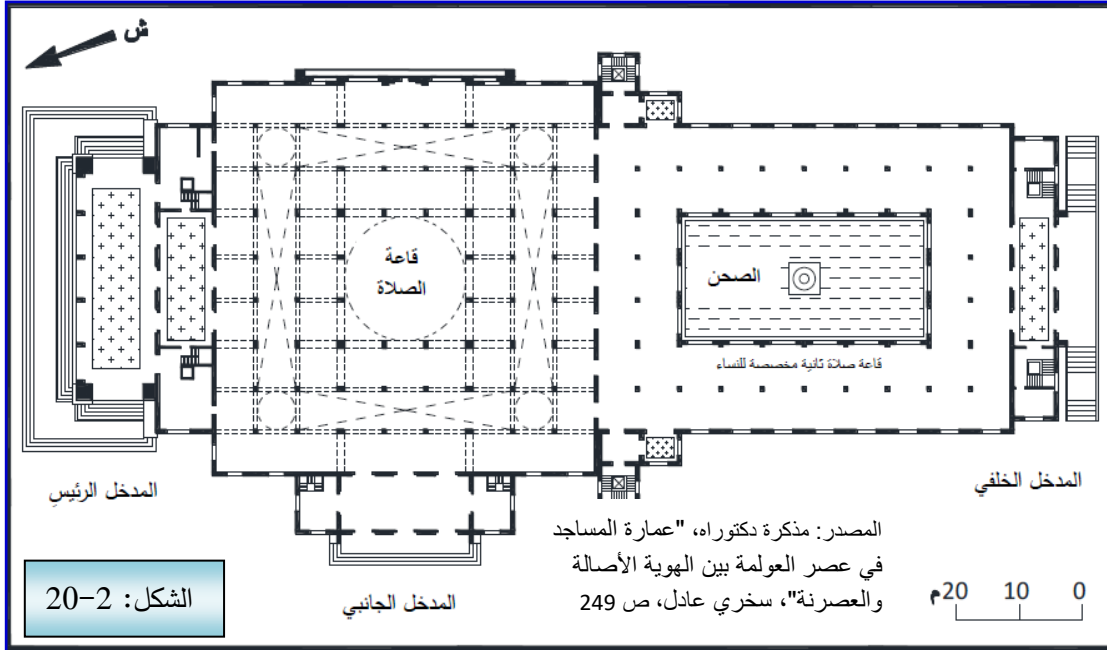 ش
قاعة
الصلاة
الصحن
قاعة صلاة ثانية مخصصة للنساء
المدخل الرئيسِ
المدخل الخلفي
المدخل الجانبي
المصدر: مذكرة دكتوراه، "عمارة المساجد
في عصر العولمة بين الهوية الأصالة
والعصرنة"، سخري عادل، ص 249
الشكل: 2-20
0 10 20م